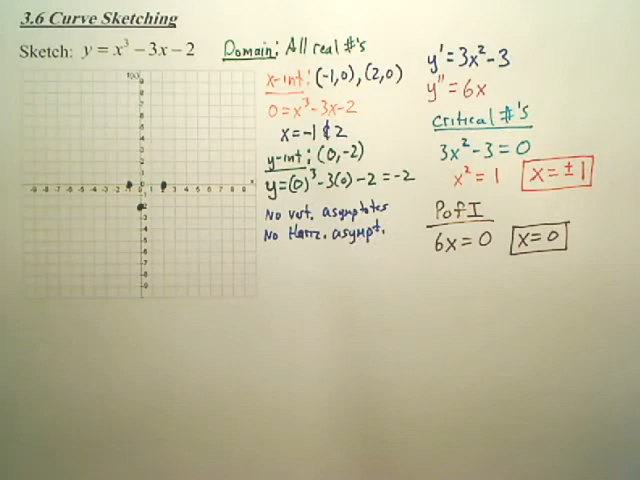 3.6 Curve Sketching
Sketch: y = x³ − 3x − 2
Domain: All real #'s
x-int: (-1,0), (2,0)
0 = x³ - 3x - 2
x = -1 & 2
y-int: (0,-2)
y = (0)³ - 3(0) - 2 = -2
No vert. asymptotes
No Horiz. asympt.
y' = 3x² - 3
y" = 6x
Critical #'s
3x² - 3 = 0
x² = 1
x = ± 1
P of I
6x = 0
x = 0